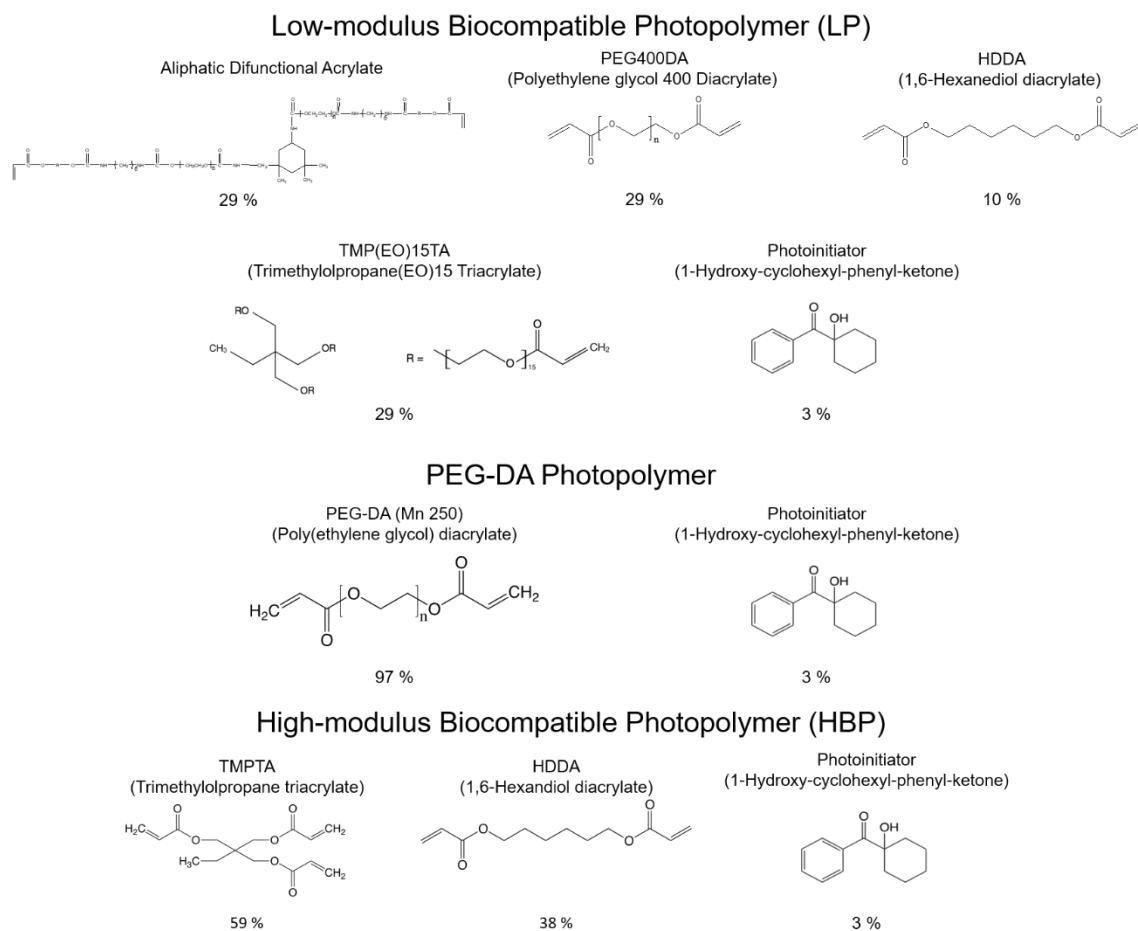 Low-modulus Biocompatible Photopolymer (LP)
Aliphatic Difunctional Acrylate
PEG400DA
(Polyethylene glycol 400 Diacrylate)
HDDA
(1,6-Hexanediol diacrylate)
n
29 %
29 %
10 %
TMP(EO)15TA
(Trimethylolpropane(EO)15 Triacrylate)
Photoinitiator
(1-Hydroxy-cyclohexyl-phenyl-ketone)
RO
CH3
OR
OR
R =
O
O
15
CH2
O
OH
29 %
3 %
PEG-DA Photopolymer
PEG-DA (Mn 250)
(Poly(ethylene glycol) diacrylate)
Photoinitiator
(1-Hydroxy-cyclohexyl-phenyl-ketone)
H2C
O
O
n
O
O
CH2
O
OH
97 %
3 %
High-modulus Biocompatible Photopolymer (HBP)
TMPTA
(Trimethylolpropane triacrylate)
HDDA
(1,6-Hexandiol diacrylate)
Photoinitiator
(1-Hydroxy-cyclohexyl-phenyl-ketone)
H2C
O
O
O
O
CH2
H3C
O
O
CH2
O
O
O
O
O
OH
59 %
38 %
3 %